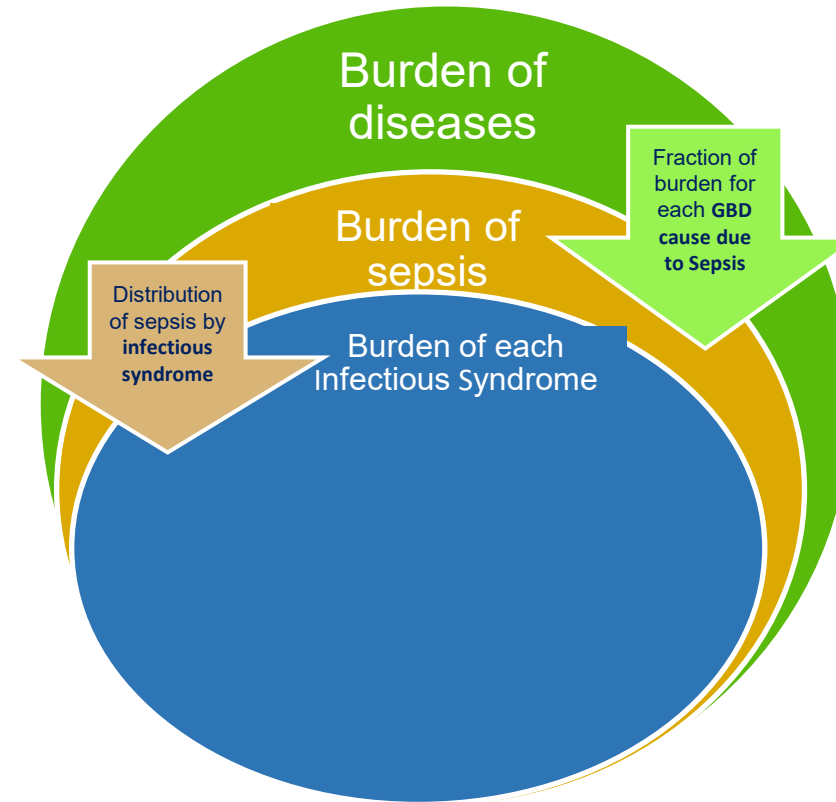 Burden of
diseases
Fraction of
burden for
each GBD
cause due
to Sepsis
Burden of
sepsis
Distribution
of sepsis by
infectious
syndrome
Burden of each
Infectious Syndrome